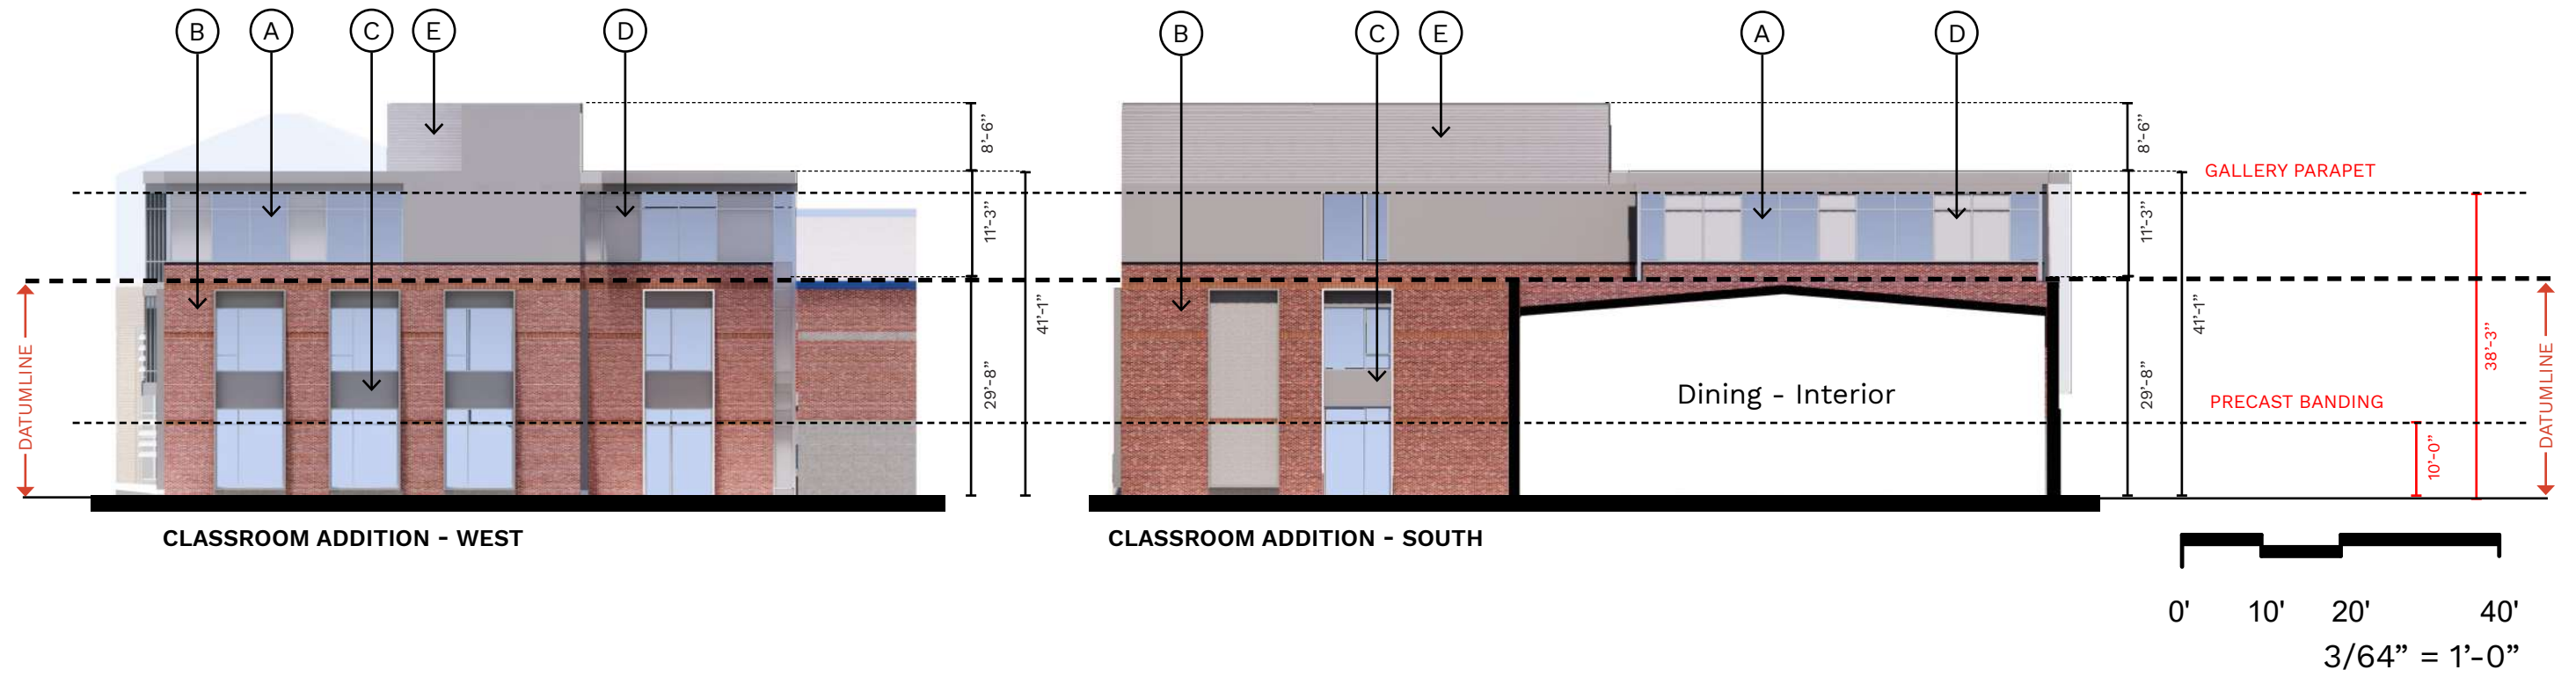 B A C E D
B C E A D
8’-6”
11’-3”
29’-8”
41’-1”
8’-6”
11’-3”
29’-8”
41’-1”
GALLERY PARAPET
PRECAST BANDING
38’-3”
10’-0”
DATUMLINE
DATUMLINE
Dining - Interior
CLASSROOM ADDITION - WEST
CLASSROOM ADDITION - SOUTH
0' 10' 20' 40'
3/64” = 1’-0”